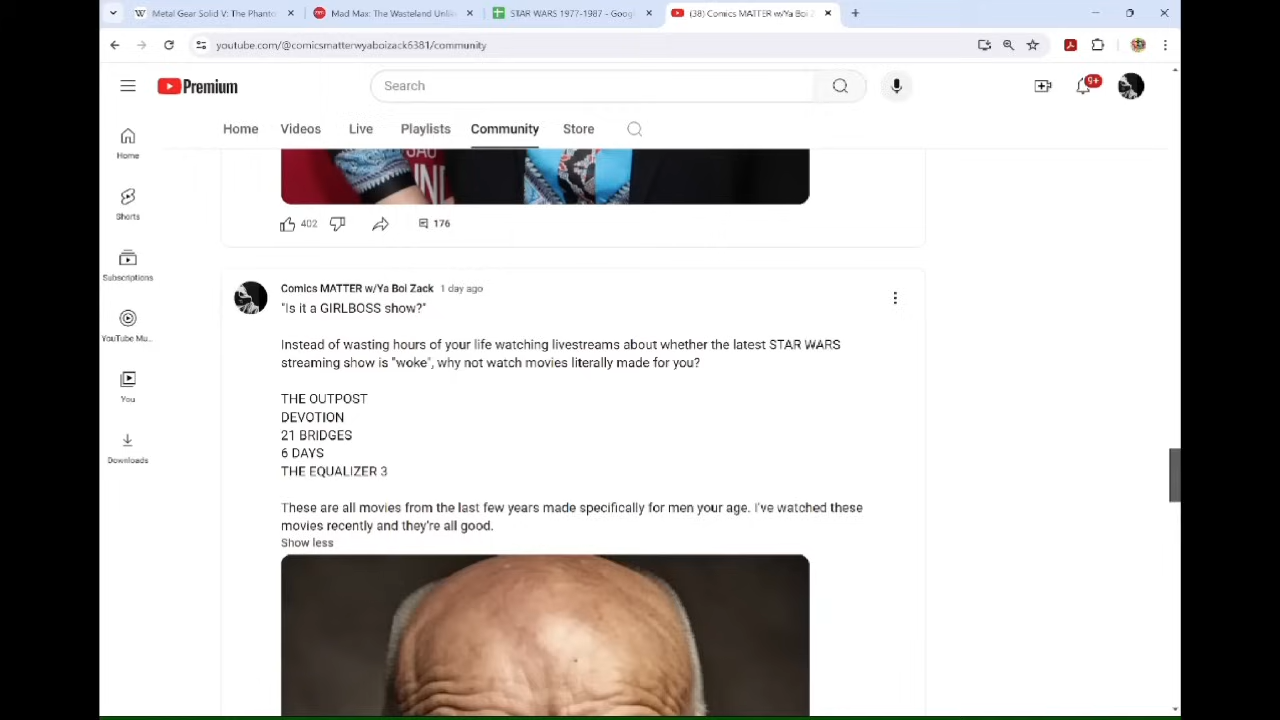 Metal Gear Solid V: The Phanto
Mad Max: The Wasteland Unlik
STAR WARS 1977-1987 - Googl
(38) Comics MATTER w/Ya Boi Z
youtube.com/@comicsmatterwyaboizack6381/community
Premium
Search
9+
Home Videos Live Playlists Community Store
Home
Shorts
Subscriptions
YouTube Mu...
You
Downloads
402 176
Comics MATTER w/Ya Boi Zack 1 day ago
"Is it a GIRLBOSS show?"
Instead of wasting hours of your life watching livestreams about whether the latest STAR WARS
streaming show is "woke", why not watch movies literally made for you?
THE OUTPOST
DEVOTION
21 BRIDGES
6 DAYS
THE EQUALIZER 3
These are all movies from the last few years made specifically for men your age. I've watched these
movies recently and they're all good.
Show less